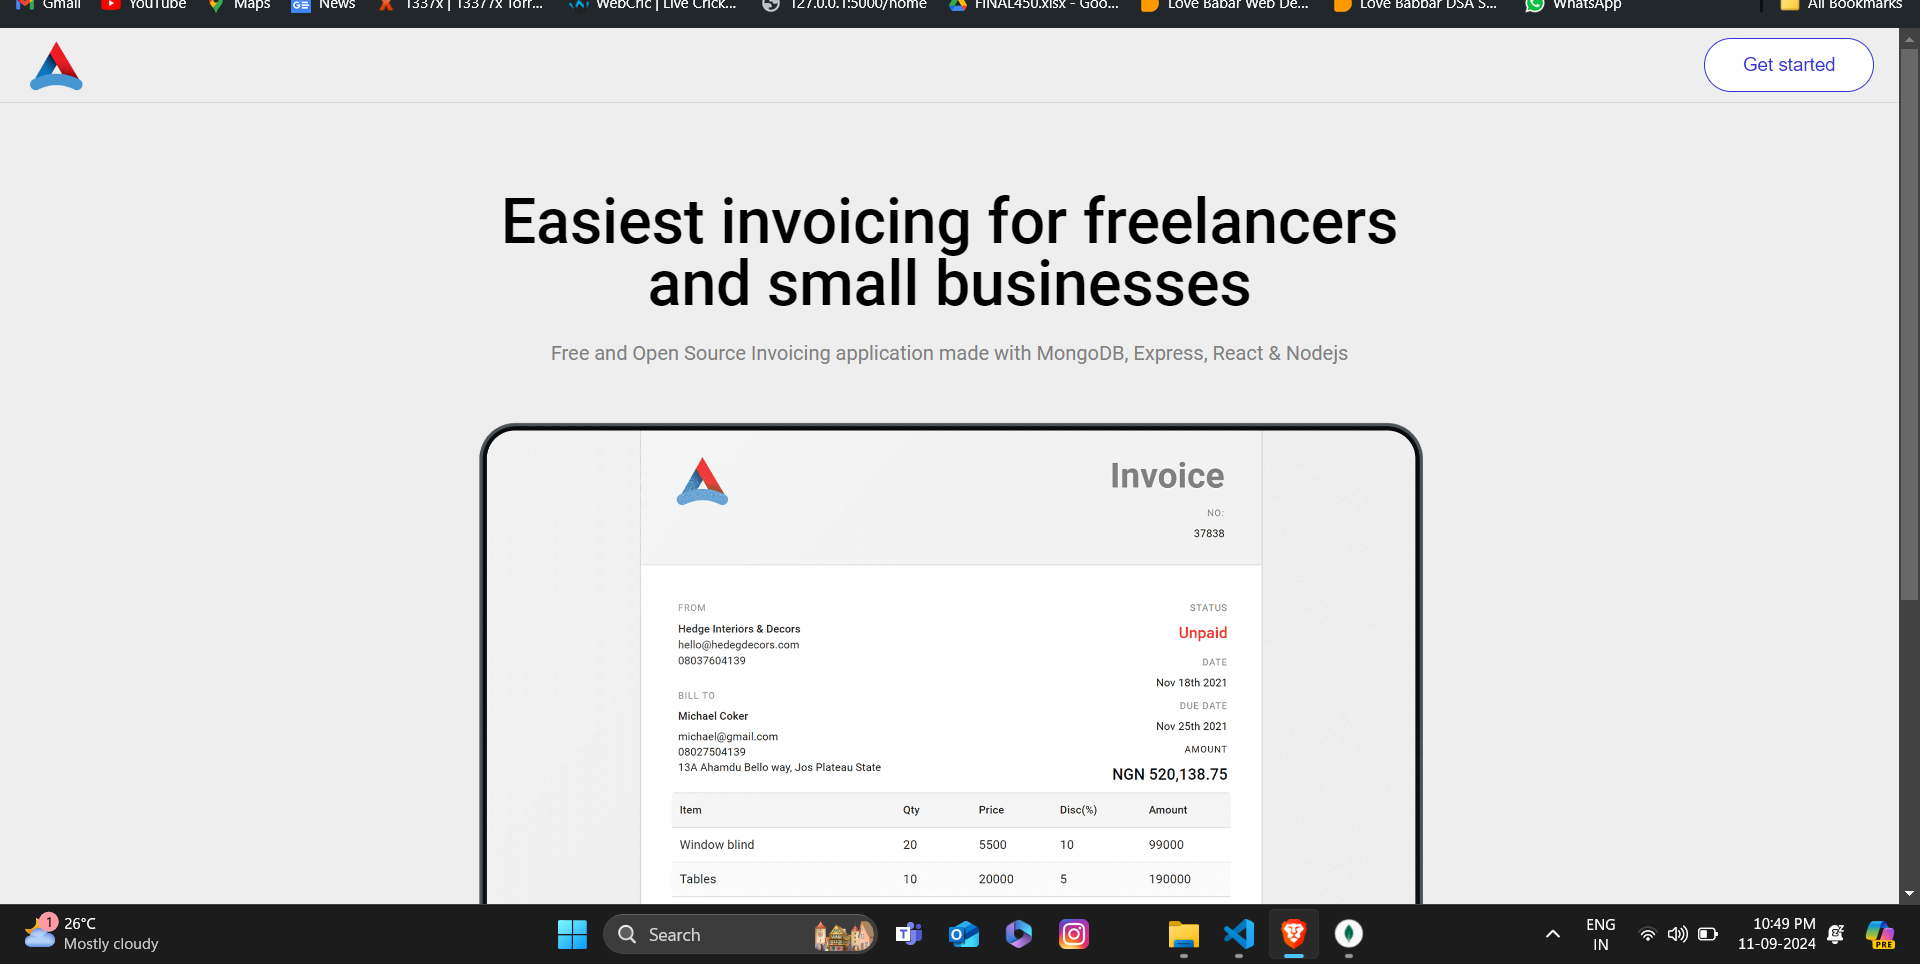 Gmail YouTube Maps News 1337x | 13377x Torr... WebCric | Live Crick... 127.0.0.1:5000/home FINAL450.xlsx - Goo... Love Babar Web De... Love Babbar DSA S... WhatsApp All Bookmarks
Get started
Easiest invoicing for freelancers
and small businesses
Free and Open Source Invoicing application made with MongoDB, Express, React & Nodejs
Invoice
NO:
37838
FROM
Hedge Interiors & Decors
hello@hedegdecors.com
08037604139
STATUS
Unpaid
DATE
Nov 18th 2021
BILL TO
Michael Coker
michael@gmail.com
08027504139
13A Ahamdu Bello way, Jos Plateau State
DUE DATE
Nov 25th 2021
AMOUNT
NGN 520,138.75
Item Qty Price Disc(%) Amount
Window blind 20 5500 10 99000
Tables 10 20000 5 190000
1
26°C
Mostly cloudy
Search
ENG
IN
10:49 PM
11-09-2024
PRE